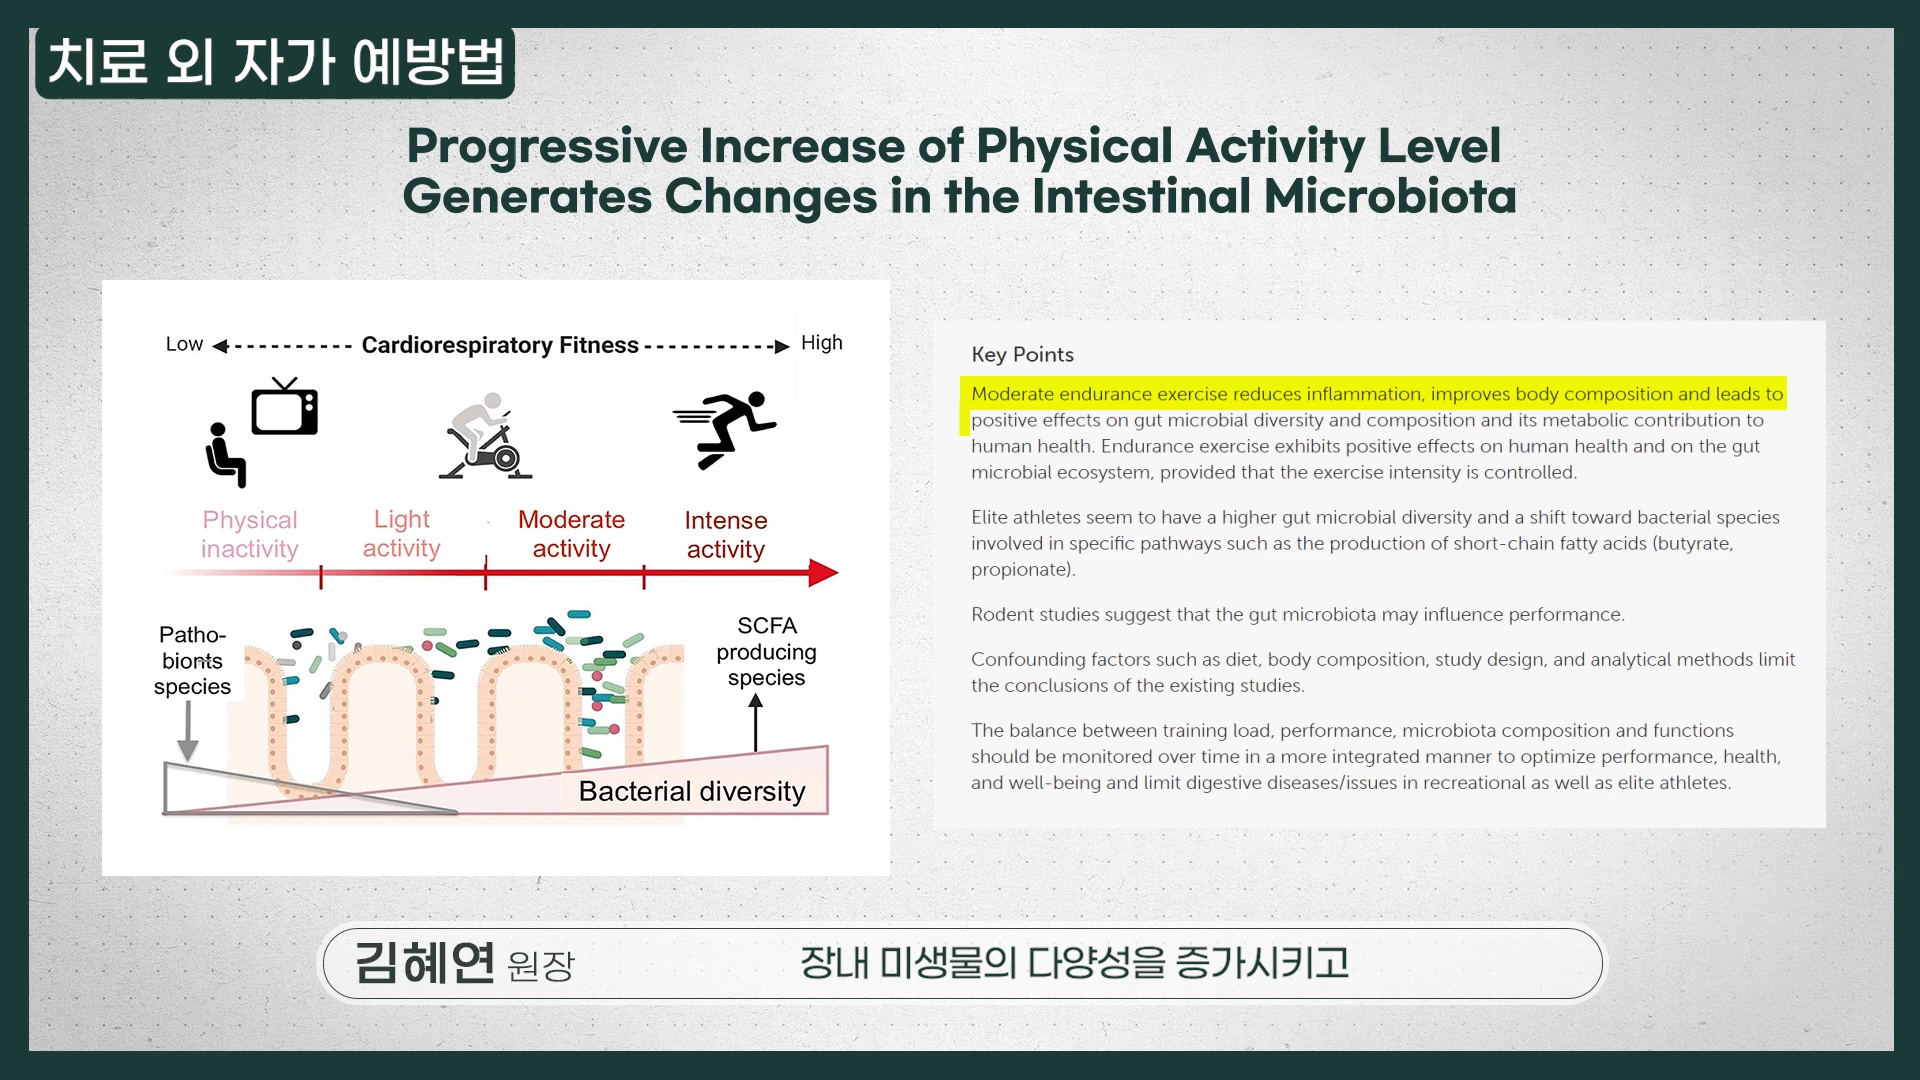 치료 외 자가 예방법
Progressive Increase of Physical Activity Level
Generates Changes in the Intestinal Microbiota
Low
Cardiorespiratory Fitness
High
Physical
inactivity
Light
activity
Moderate
activity
Intense
activity
Patho-
bionts
species
SCFA
producing
species
Bacterial diversity
Key Points
Moderate endurance exercise reduces inflammation, improves body composition and leads to
positive effects on gut microbial diversity and composition and its metabolic contribution to
human health. Endurance exercise exhibits positive effects on human health and on the gut
microbial ecosystem, provided that the exercise intensity is controlled.
Elite athletes seem to have a higher gut microbial diversity and a shift toward bacterial species
involved in specific pathways such as the production of short-chain fatty acids (butyrate,
propionate).
Rodent studies suggest that the gut microbiota may influence performance.
Confounding factors such as diet, body composition, study design, and analytical methods limit
the conclusions of the existing studies.
The balance between training load, performance, microbiota composition and functions
should be monitored over time in a more integrated manner to optimize performance, health,
and well-being and limit digestive diseases/issues in recreational as well as elite athletes.
김혜연 원장
장내 미생물의 다양성을 증가시키고